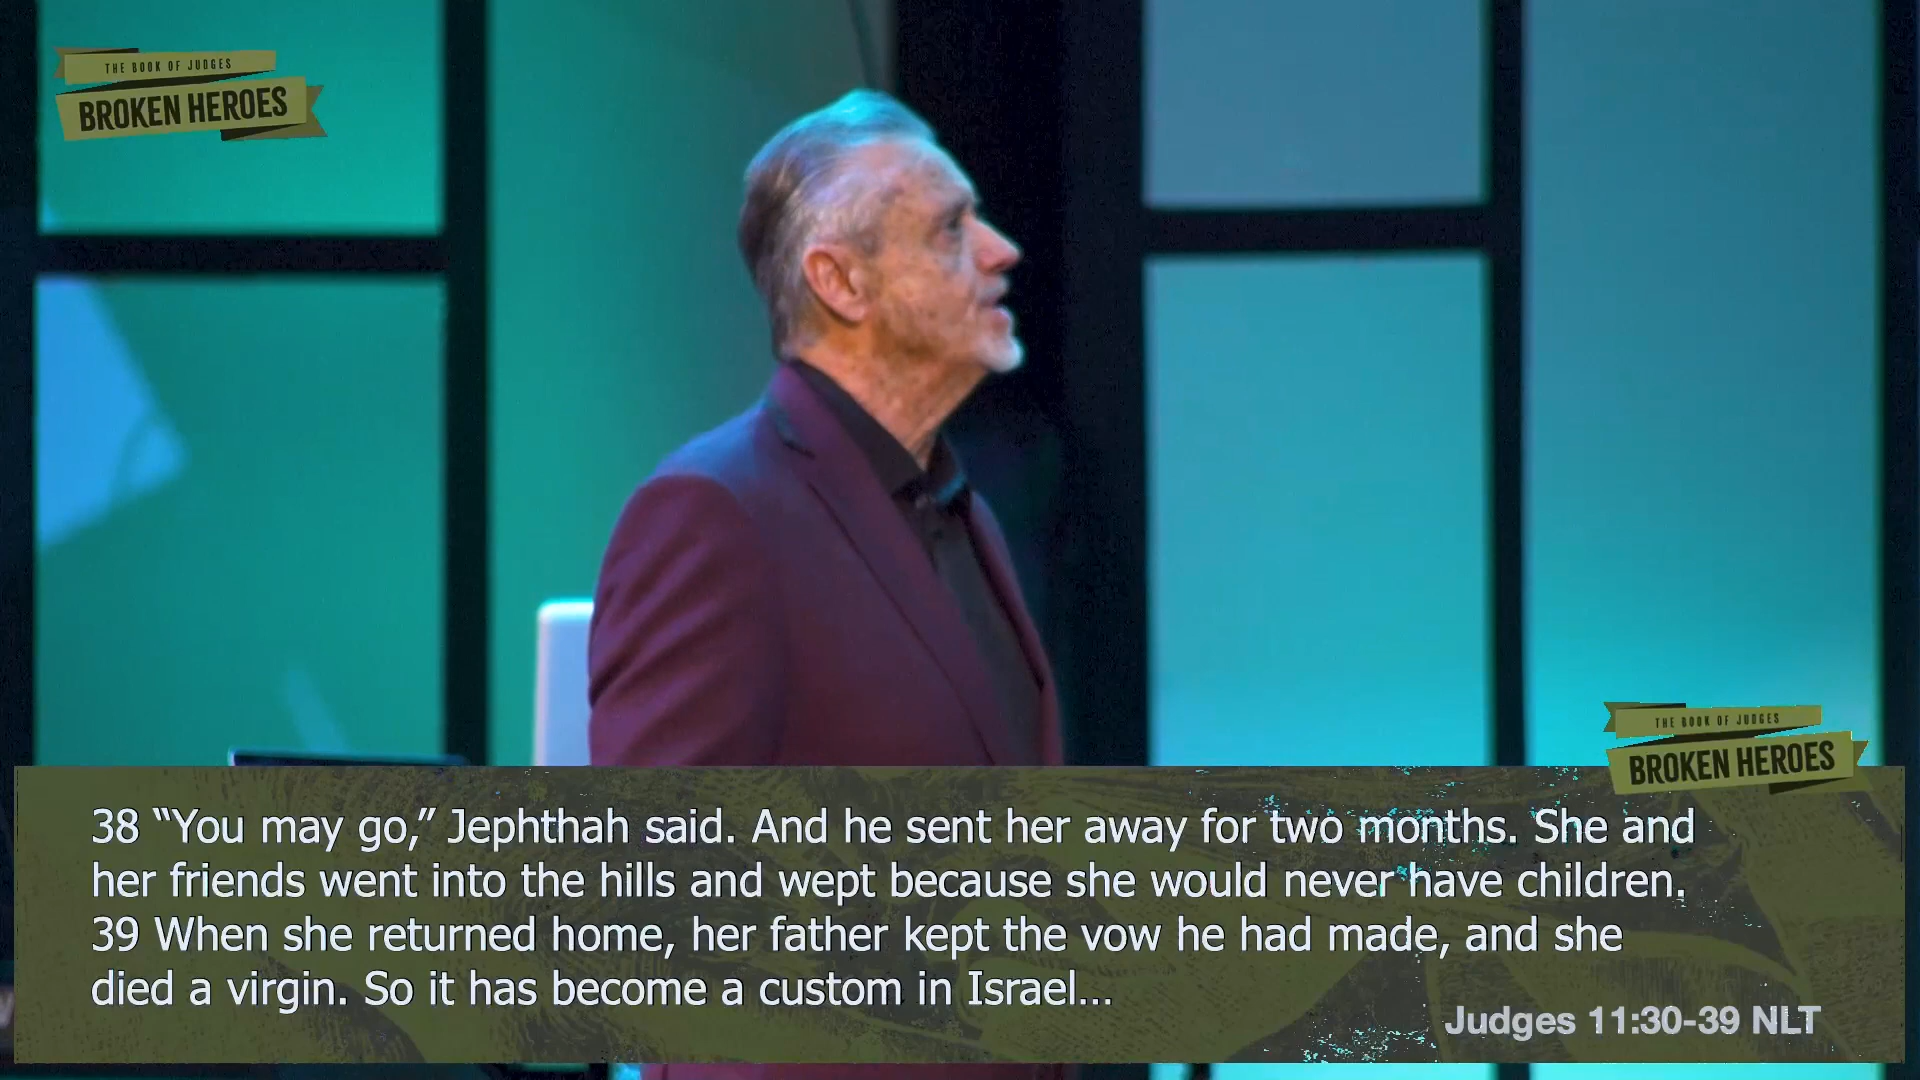 THE BOOK OF JUDGES
BROKEN HEROES
THE BOOK OF JUDGES
BROKEN HEROES
38 “You may go,” Jephthah said. And he sent her away for two months. She and
her friends went into the hills and wept because she would never have children.
39 When she returned home, her father kept the vow he had made, and she
died a virgin. So it has become a custom in Israel...
Judges 11:30-39 NLT